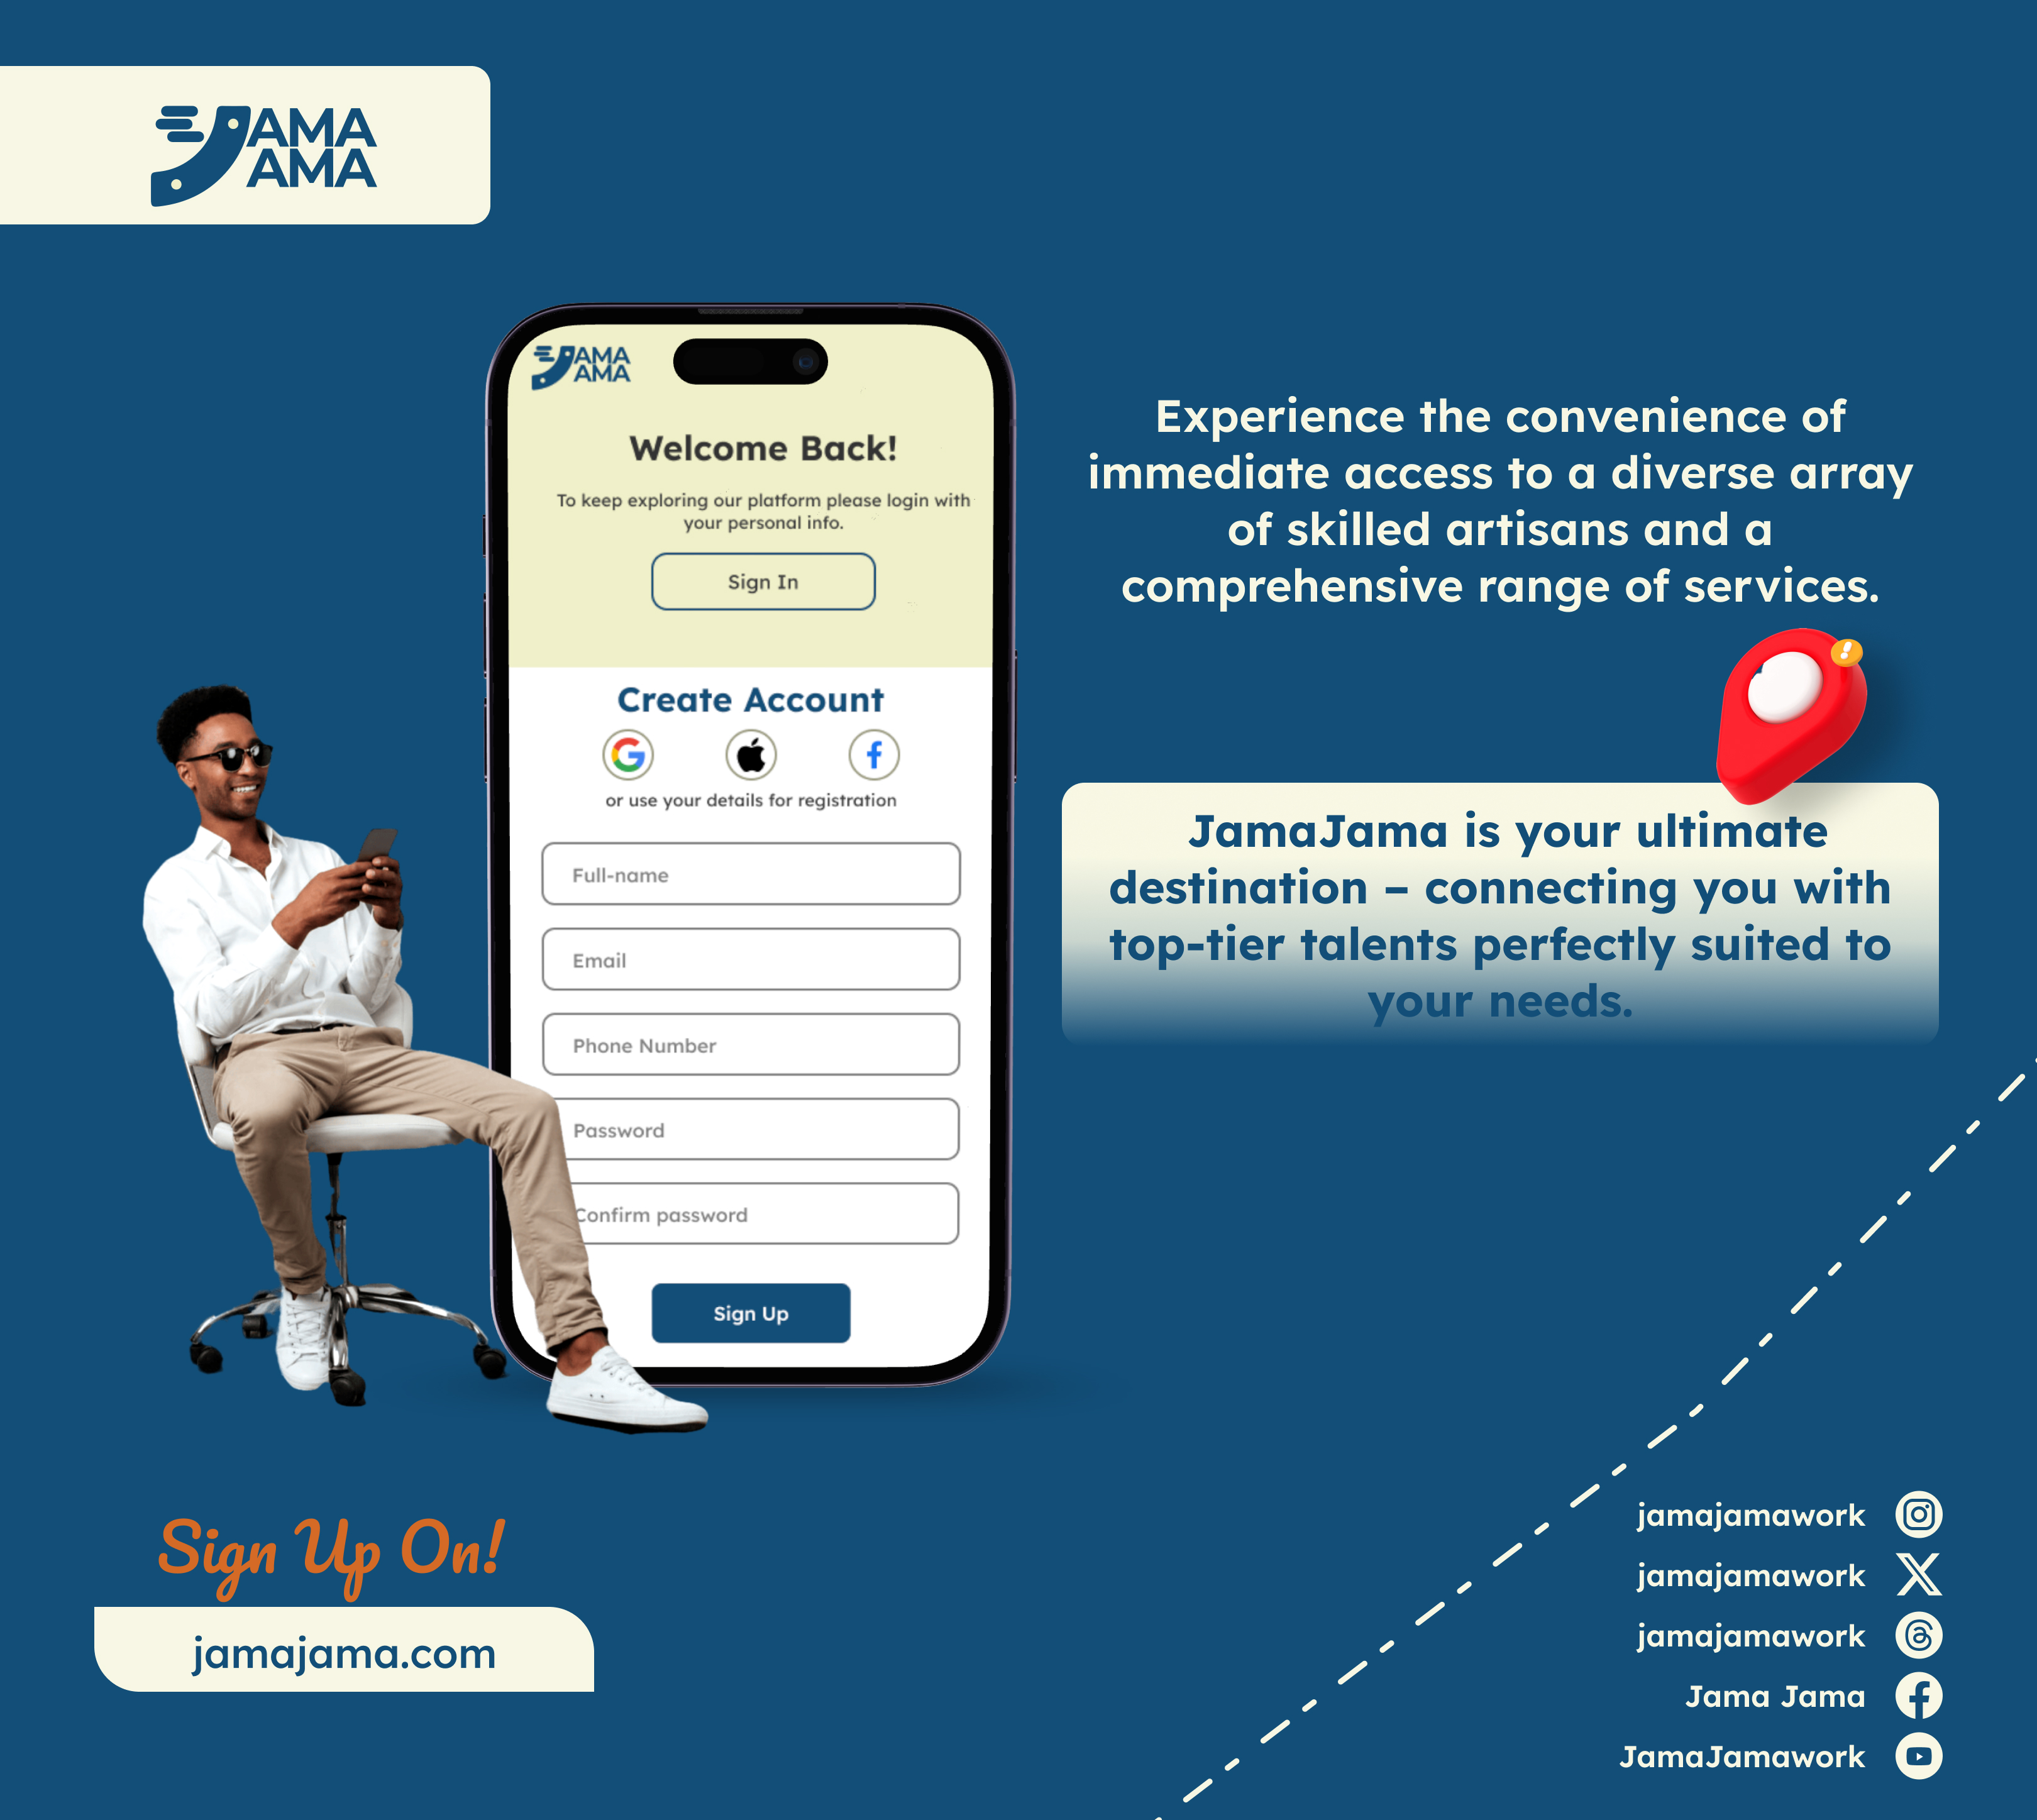 JAMA
AMA
JAMA
AMA
Welcome Back!
To keep exploring our platform please login with
your personal info.
Sign In
Create Account
or use your details for registration
Full-name
Email
Phone Number
Password
Confirm password
Sign Up
Experience the convenience of
immediate access to a diverse array
of skilled artisans and a
comprehensive range of services.
JamaJama is your ultimate
destination – connecting you with
top-tier talents perfectly suited to
your needs.
Sign Up On!
jamajama.com
jamajamawork
jamajamawork
jamajamawork
Jama Jama
JamaJamawork